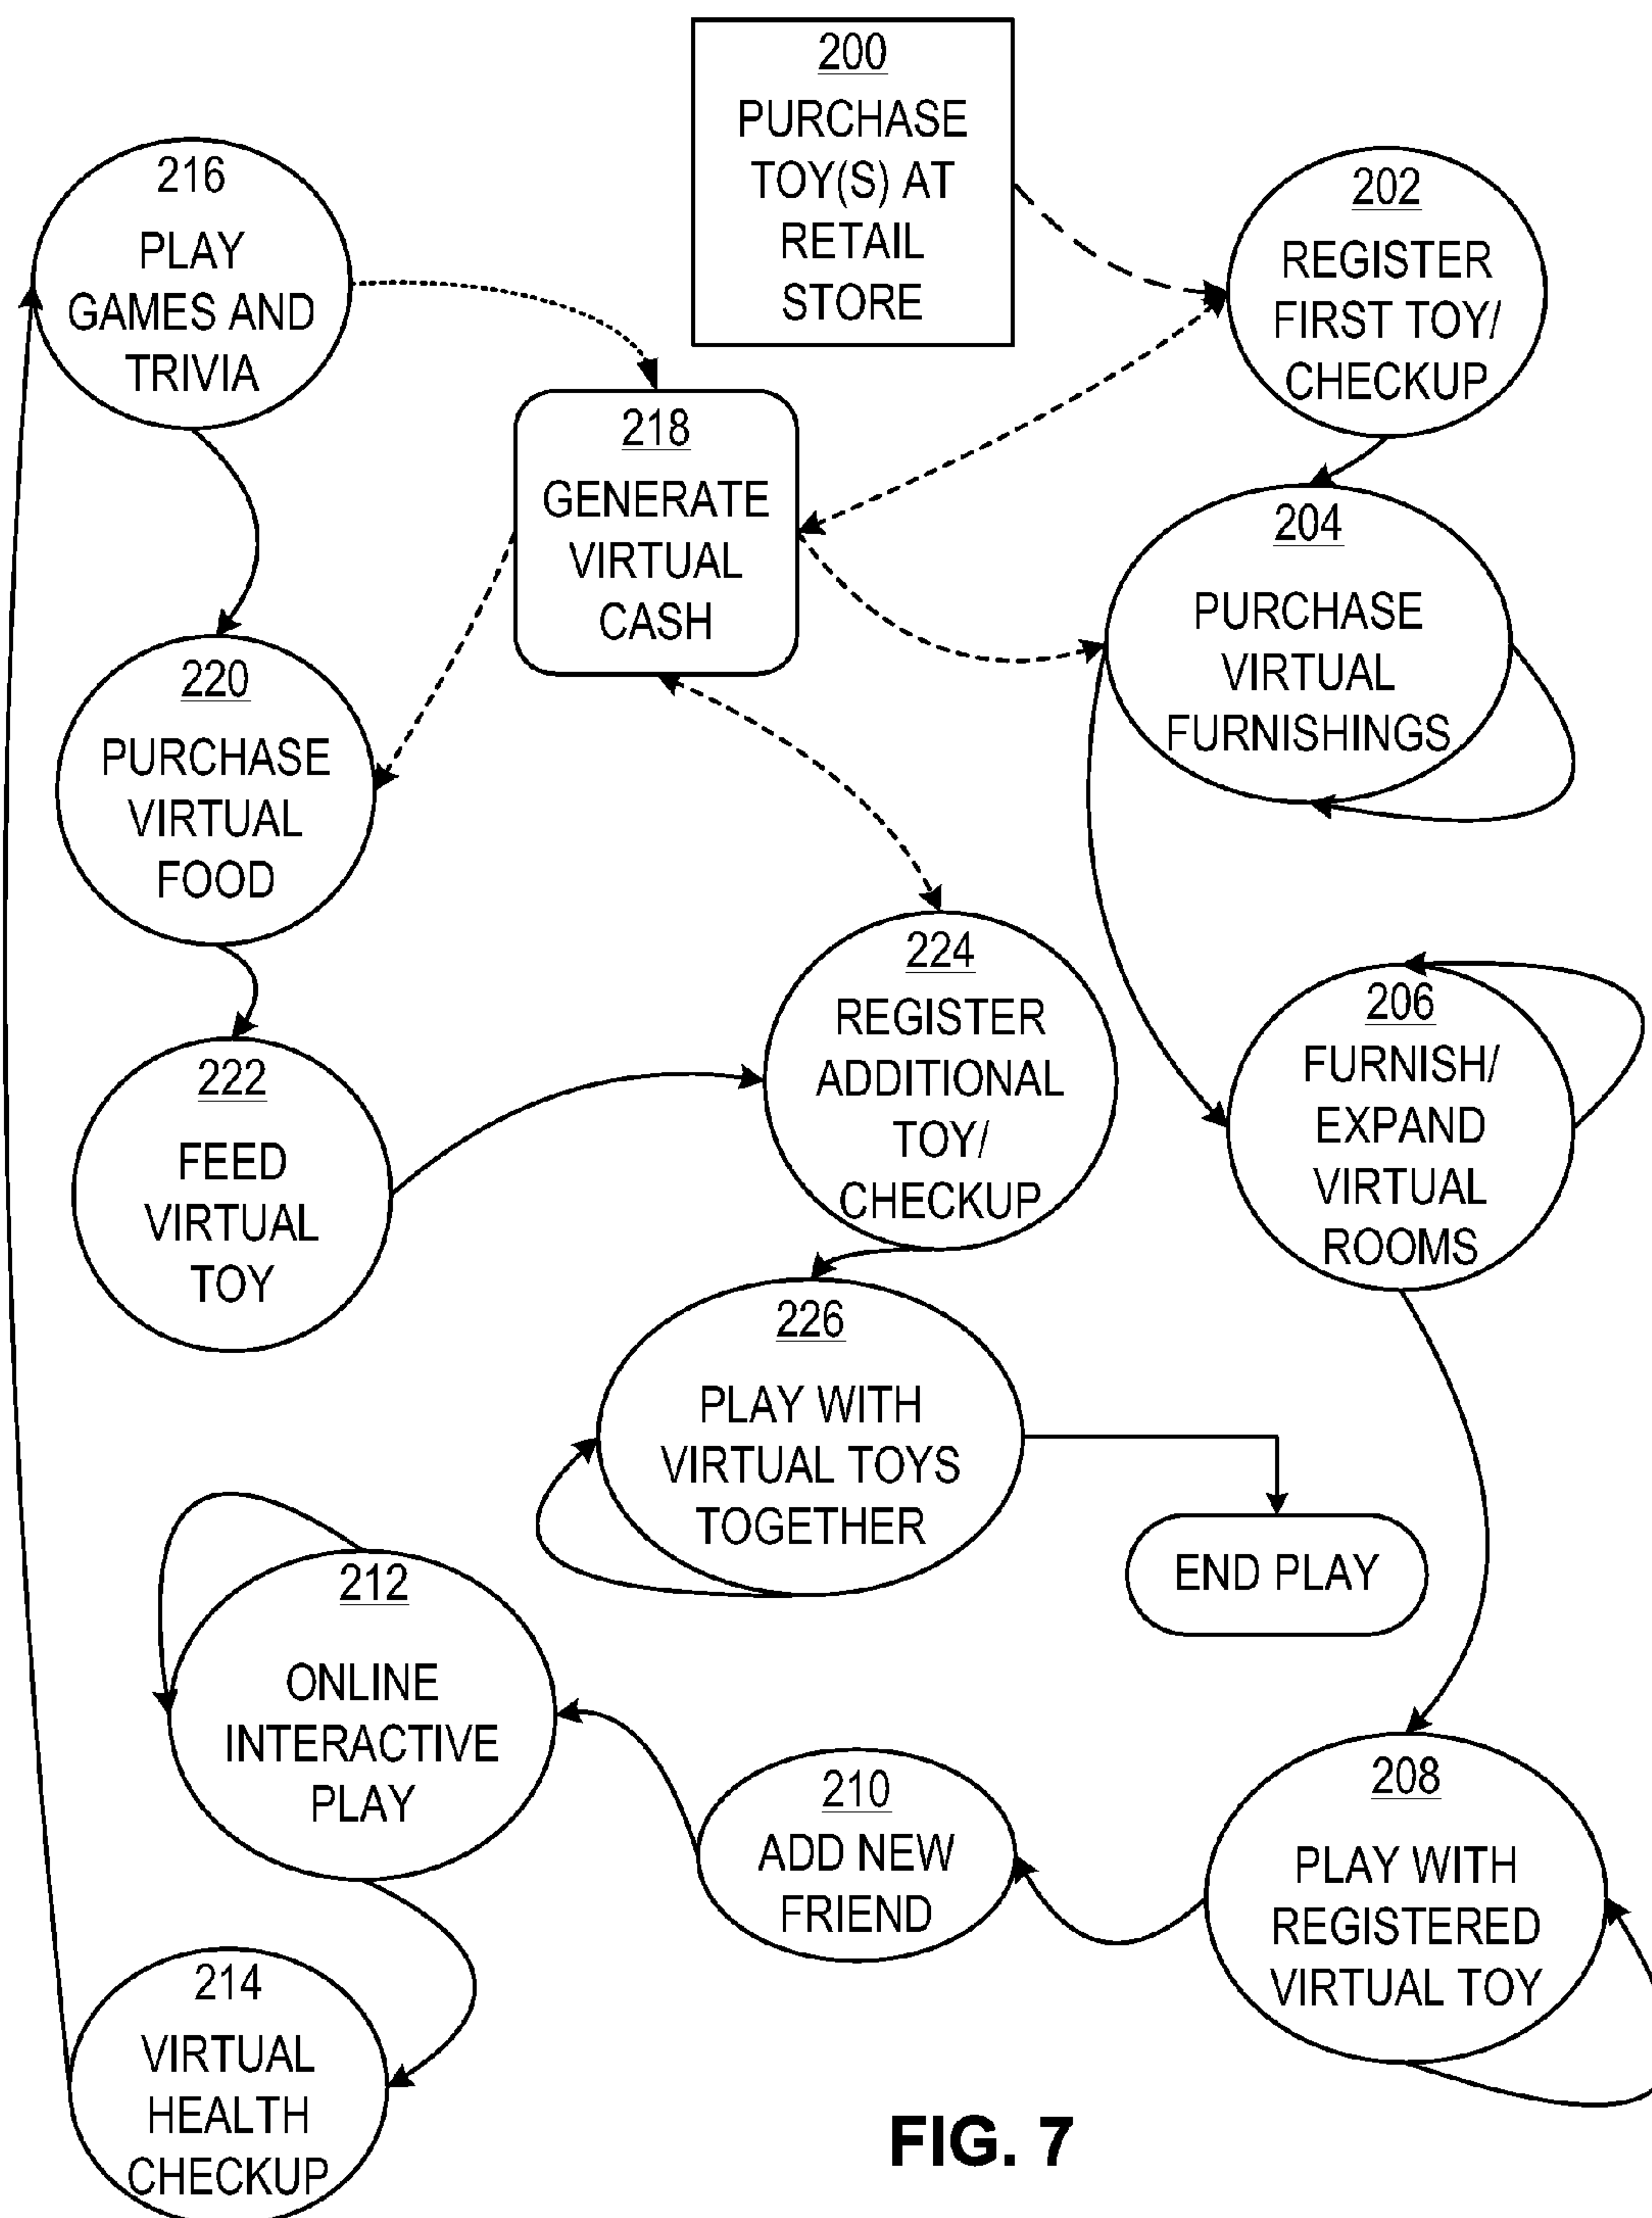 200
PURCHASE
TOY(S) AT
RETAIL
STORE
202
REGISTER
FIRST TOY/
CHECKUP
204
PURCHASE
VIRTUAL
FURNISHINGS
206
FURNISH/
EXPAND
VIRTUAL
ROOMS
208
PLAY WITH
REGISTERED
VIRTUAL TOY
210
ADD NEW
FRIEND
212
ONLINE
INTERACTIVE
PLAY
214
VIRTUAL
HEALTH
CHECKUP
216
PLAY
GAMES AND
TRIVIA
218
GENERATE
VIRTUAL
CASH
220
PURCHASE
VIRTUAL
FOOD
222
FEED
VIRTUAL
TOY
224
REGISTER
ADDITIONAL
TOY/
CHECKUP
226
PLAY WITH
VIRTUAL TOYS
TOGETHER
END PLAY
FIG. 7